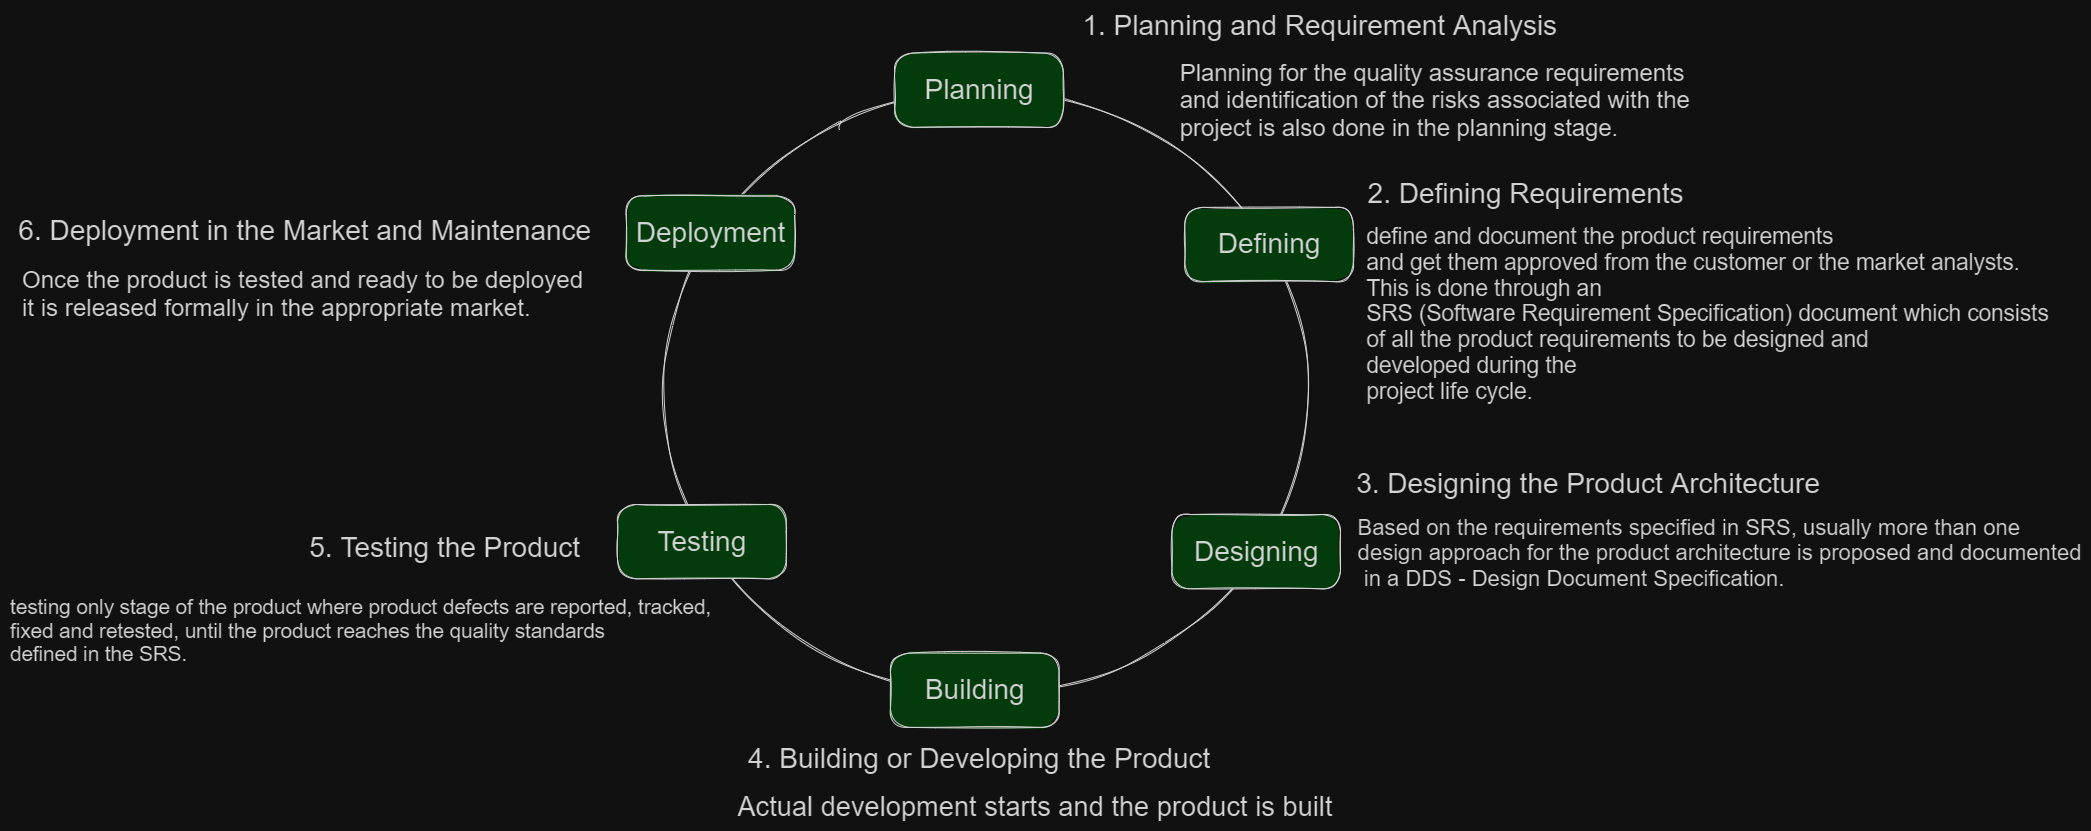 1. Planning and Requirement Analysis
Planning
Planning for the quality assurance requirements
and identification of the risks associated with the
project is also done in the planning stage.
2. Defining Requirements
Defining
define and document the product requirements
and get them approved from the customer or the market analysts.
This is done through an
SRS (Software Requirement Specification) document which consists
of all the product requirements to be designed and
developed during the
project life cycle.
3. Designing the Product Architecture
Designing
Based on the requirements specified in SRS, usually more than one
design approach for the product architecture is proposed and documented
in a DDS - Design Document Specification.
Building
4. Building or Developing the Product
Actual development starts and the product is built
5. Testing the Product
Testing
testing only stage of the product where product defects are reported, tracked,
fixed and retested, until the product reaches the quality standards
defined in the SRS.
6. Deployment in the Market and Maintenance
Deployment
Once the product is tested and ready to be deployed
it is released formally in the appropriate market.